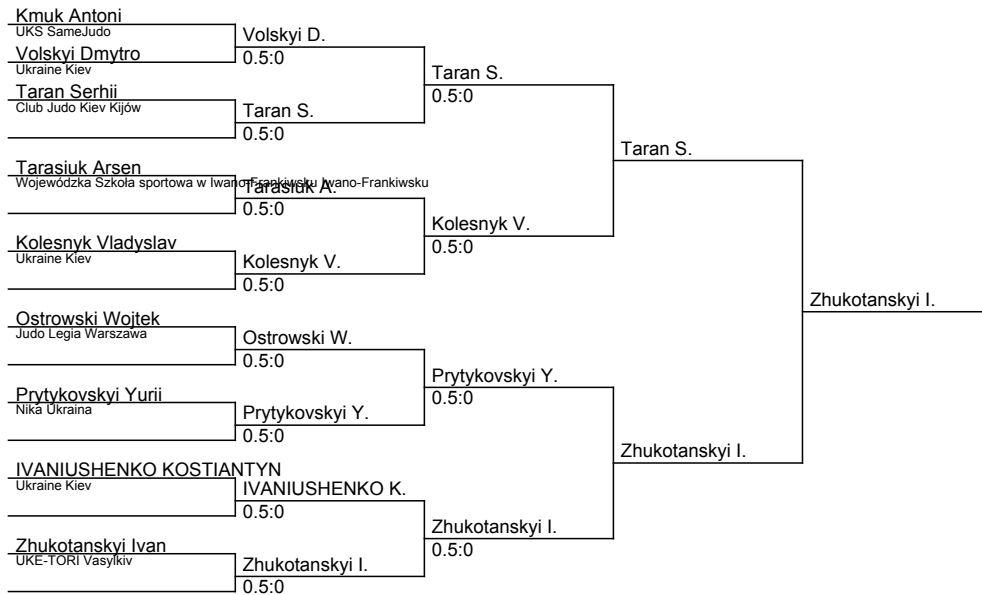 Kmuk Antoni
UKS SameJudo
Volskyi D.
0.5:0
Volskyi Dmytro
Ukraine Kiev
Taran S.
0.5:0
Taran Serhii
Club Judo Kiev Kijów
Taran S.
0.5:0
Taran S.
Tarasiuk Arsen
Wojewódzka Szkoła sportowa w Iwano-Frankiwsku Iwano-Frankiwsku
Tarasiuk A.
0.5:0
Kolesnyk V.
0.5:0
Kolesnyk Vladyslav
Ukraine Kiev
Kolesnyk V.
0.5:0
Zhukotanskyi I.
Ostrowski Wojtek
Judo Legia Warszawa
Ostrowski W.
0.5:0
Prytykovskyi Y.
0.5:0
Prytykovskyi Yurii
Nika Ukraina
Prytykovskyi Y.
0.5:0
Zhukotanskyi I.
IVANIUSHENKO KOSTIANTYN
Ukraine Kiev
IVANIUSHENKO K.
0.5:0
Zhukotanskyi I.
0.5:0
Zhukotanskyi Ivan
UKE-TORI Vasylkiv
Zhukotanskyi I.
0.5:0